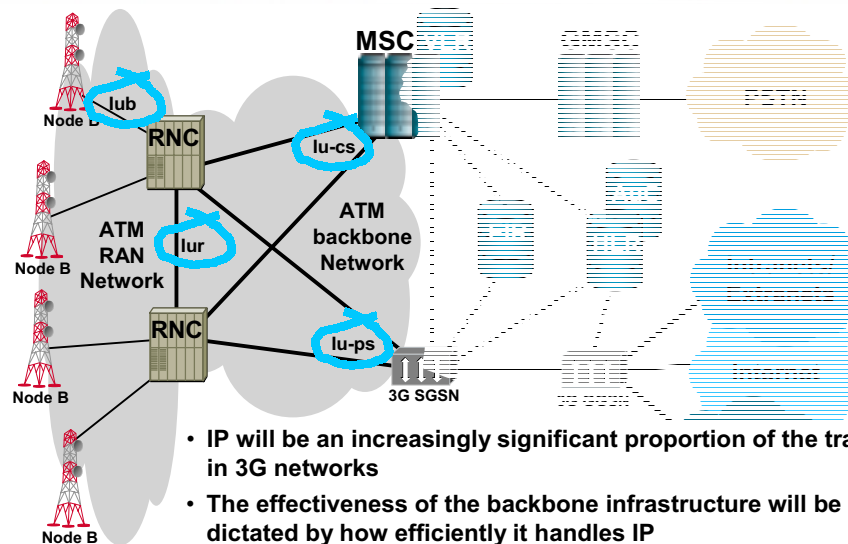 MSC
Iub
Node B
RNC
Iu-cs
ATM
RAN
Network
Iur
ATM
backbone
Network
Node B
RNC
Iu-ps
Node B
3G SGSN
• IP will be an increasingly significant proportion of the tra
in 3G networks
• The effectiveness of the backbone infrastructure will be
dictated by how efficiently it handles IP
Node B